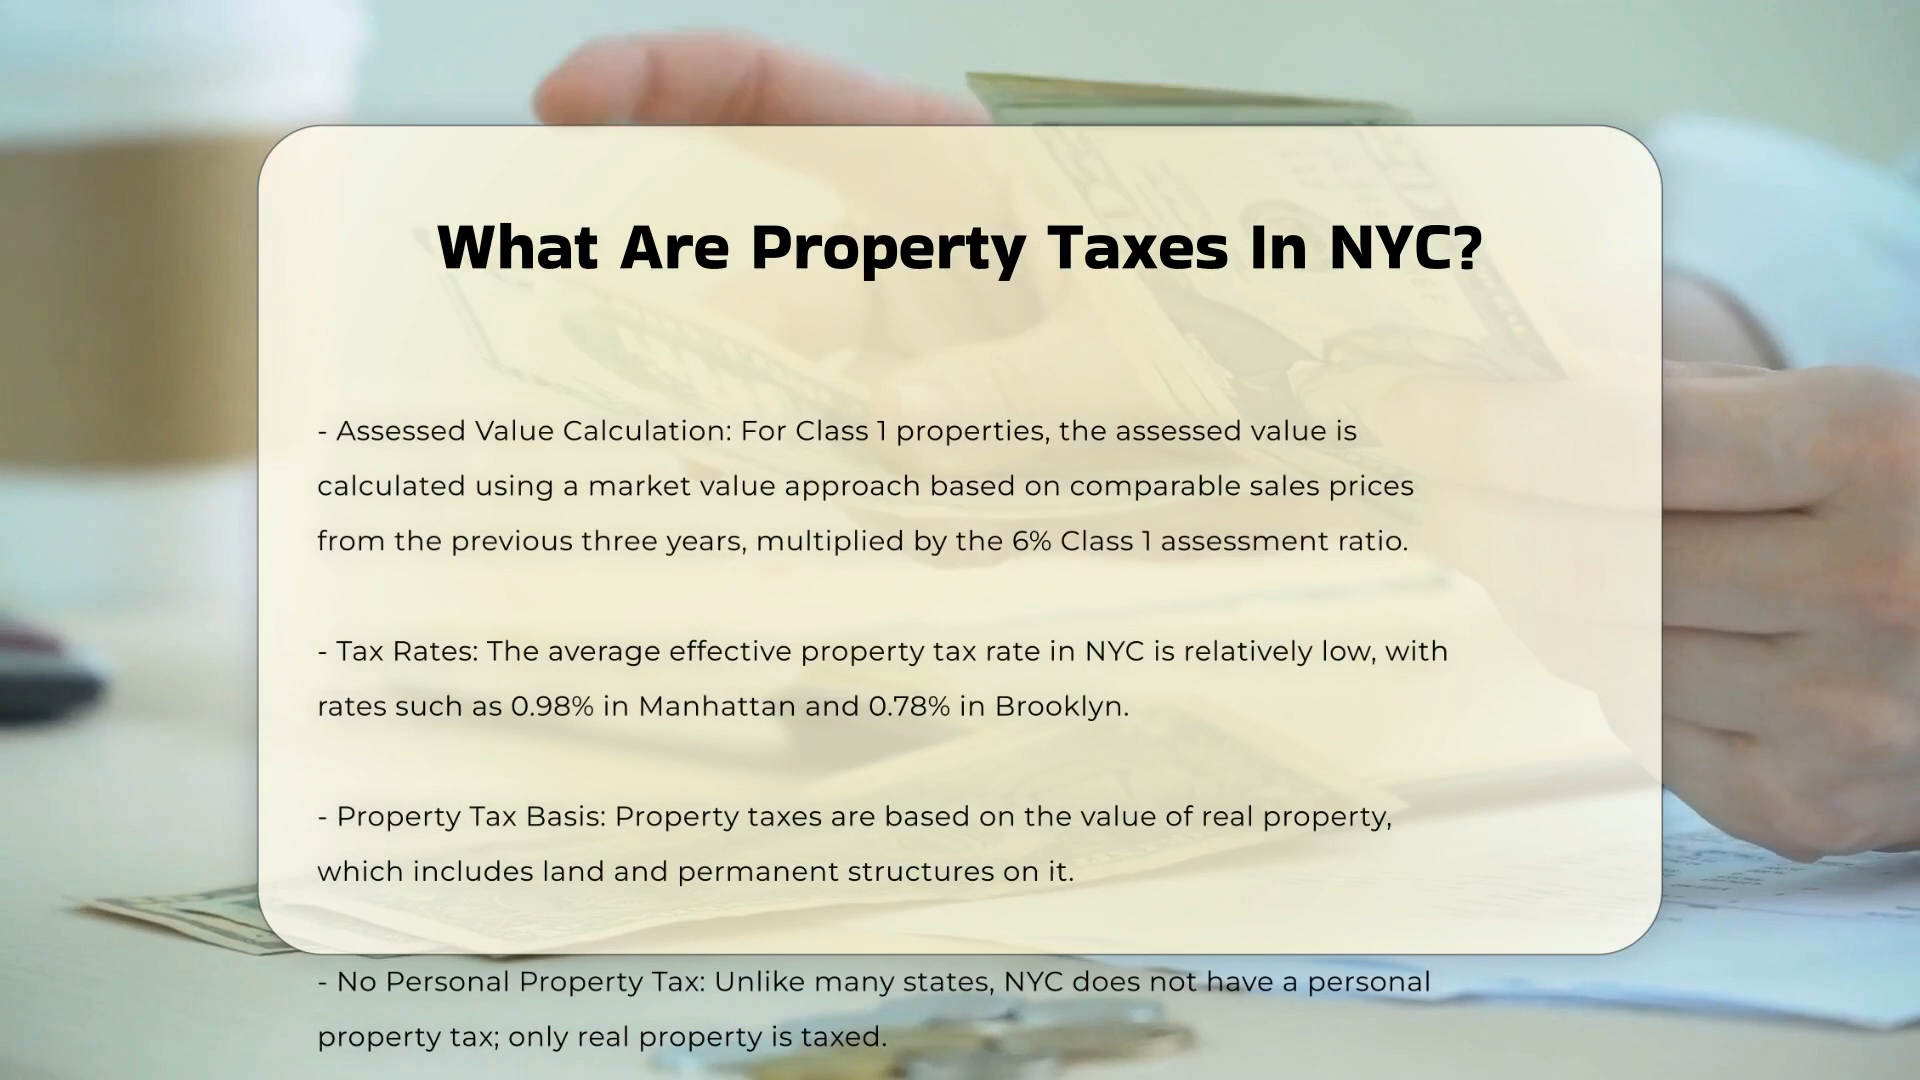 What Are Property Taxes In NYC?
- Assessed Value Calculation: For Class 1 properties, the assessed value is
calculated using a market value approach based on comparable sales prices
from the previous three years, multiplied by the 6% Class 1 assessment ratio.
- Tax Rates: The average effective property tax rate in NYC is relatively low, with
rates such as 0.98% in Manhattan and 0.78% in Brooklyn.
- Property Tax Basis: Property taxes are based on the value of real property,
which includes land and permanent structures on it.
- No Personal Property Tax: Unlike many states, NYC does not have a personal
property tax; only real property is taxed.